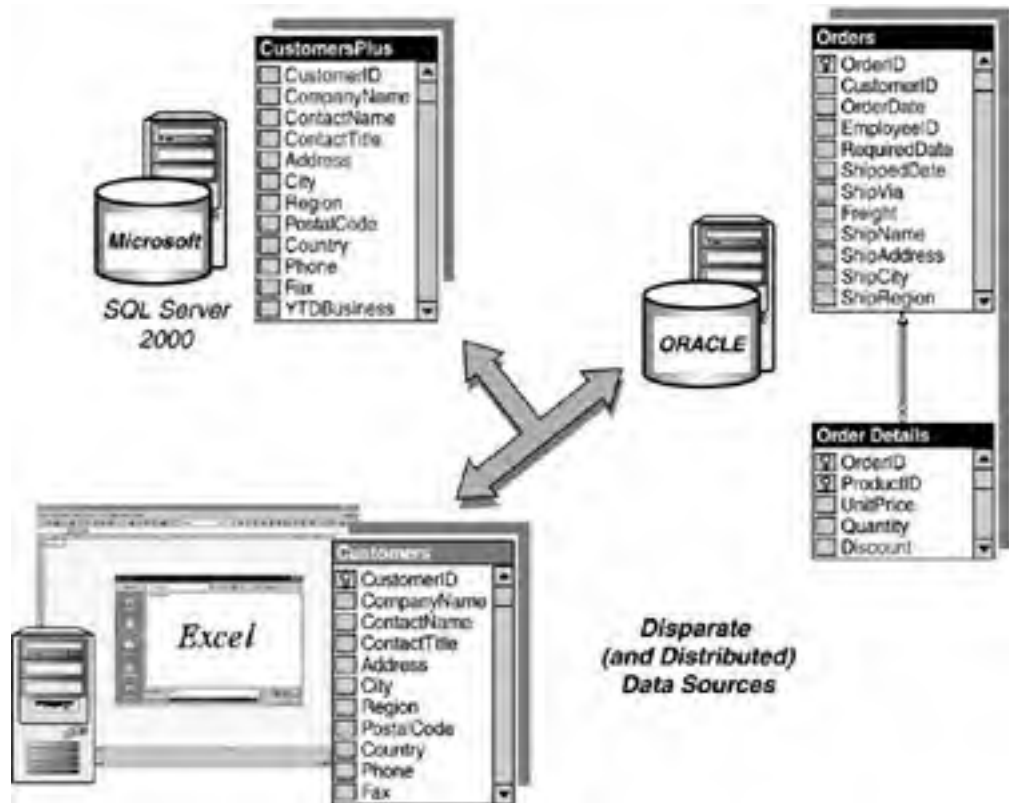 CustomersPlus
CustomerID
CompanyName
ContactName
ContactTitle
Address
City
Region
PostalCode
Country
Phone
Fax
YTDBusiness
Microsoft
SQL Server
2000
Orders
OrderID
CustomerID
OrderDate
EmployeeID
RequiredData
ShippedDate
ShipVia
Freight
ShipName
ShipAddress
ShipCity
ShipRegion
ORACLE
Order Details
OrderID
ProductID
UnitPrice
Quantity
Discount
Customers
CustomerID
CompanyName
ContactName
ContactTitle
Address
City
Region
PostalCode
Country
Phone
Fax
Excel
Disparate
(and Distributed)
Data Sources